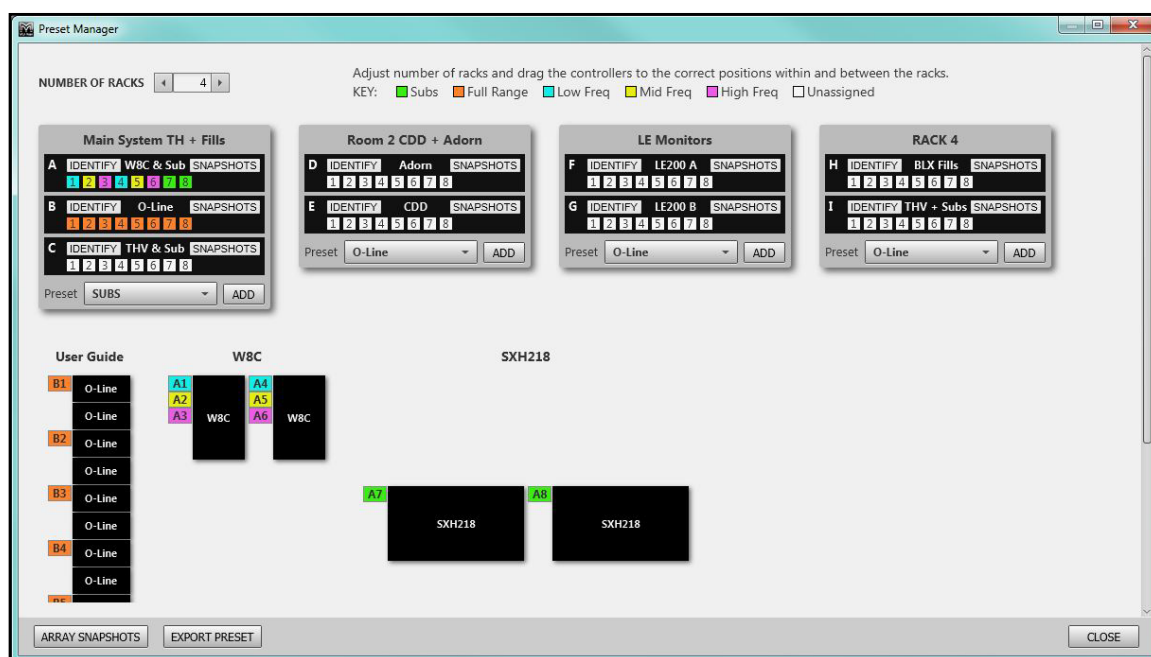 Preset Manager
Adjust number of racks and drag the controllers to the correct positions within and between the racks.
NUMBER OF RACKS 4
KEY: Subs Full Range Low Freq Mid Freq High Freq Unassigned
Main System TH + Fills
A IDENTIFY W8C & Sub SNAPSHOTS
1 2 3 4 5 6 7 8
B IDENTIFY O-Line SNAPSHOTS
1 2 3 4 5 6 7 8
C IDENTIFY THV & Sub SNAPSHOTS
1 2 3 4 5 6 7 8
Preset SUBS ADD
Room 2 CDD + Adorn
D IDENTIFY Adorn SNAPSHOTS
1 2 3 4 5 6 7 8
E IDENTIFY CDD SNAPSHOTS
1 2 3 4 5 6 7 8
Preset O-Line ADD
LE Monitors
F IDENTIFY LE200 A SNAPSHOTS
1 2 3 4 5 6 7 8
G IDENTIFY LE200 B SNAPSHOTS
1 2 3 4 5 6 7 8
Preset O-Line ADD
RACK 4
H IDENTIFY BLX Fills SNAPSHOTS
1 2 3 4 5 6 7 8
I IDENTIFY THV + Subs SNAPSHOTS
1 2 3 4 5 6 7 8
Preset O-Line ADD
User Guide
B1 O-Line
O-Line
B2 O-Line
O-Line
B3 O-Line
O-Line
B4 O-Line
O-Line
B5
W8C
A1 A4
A2 A5
A3 W8C A6 W8C
SXH218
A7 A8
SXH218 SXH218
ARRAY SNAPSHOTS EXPORT PRESET CLOSE